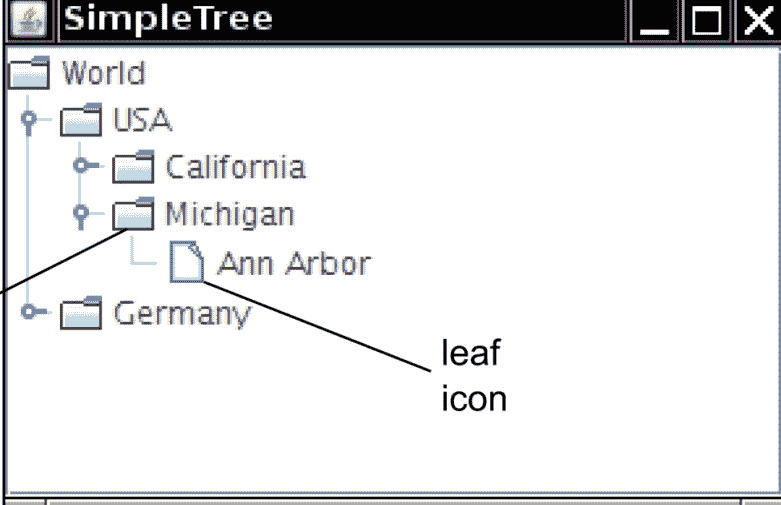 SimpleTree
World
USA
California
Michigan
Ann Arbor
Germany
leaf
icon